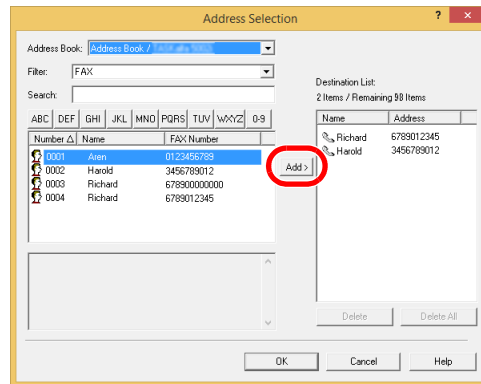 Address Selection
? ×
Address Book: Address Book /
Filter: FAX
Search:
ABC DEF GHI JKL MNO PQRS TUV WXYZ 0-9
Number Name FAX Number
0001 Aren 0123456789
0002 Harold 3456789012
0003 Richard 678900000000
0004 Richard 6789012345
Add >
Destination List:
2 Items / Remaining 98 Items
Name Address
Richard 6789012345
Harold 3456789012
Delete Delete All
OK Cancel Help